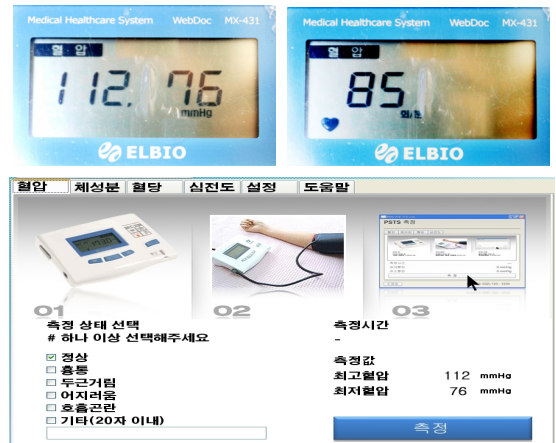 Medical Healthcare System WebDoc MX-431
혈 압
112. 76
mmHg
ELBIO
Medical Healthcare System WebDoc MX-431
혈 압
85
회/분
ELBIO
혈압 체성분 혈당 심전도 설정 도움말
PSTS 측정
01 02 03
측정 상태 선택
# 하나 이상 선택해주세요
정상
흉통
두근거림
어지러움
호흡곤란
기타(20자 이내)
측정시간
-
측정값
최고혈압 112 mmHg
최저혈압 76 mmHg
측정